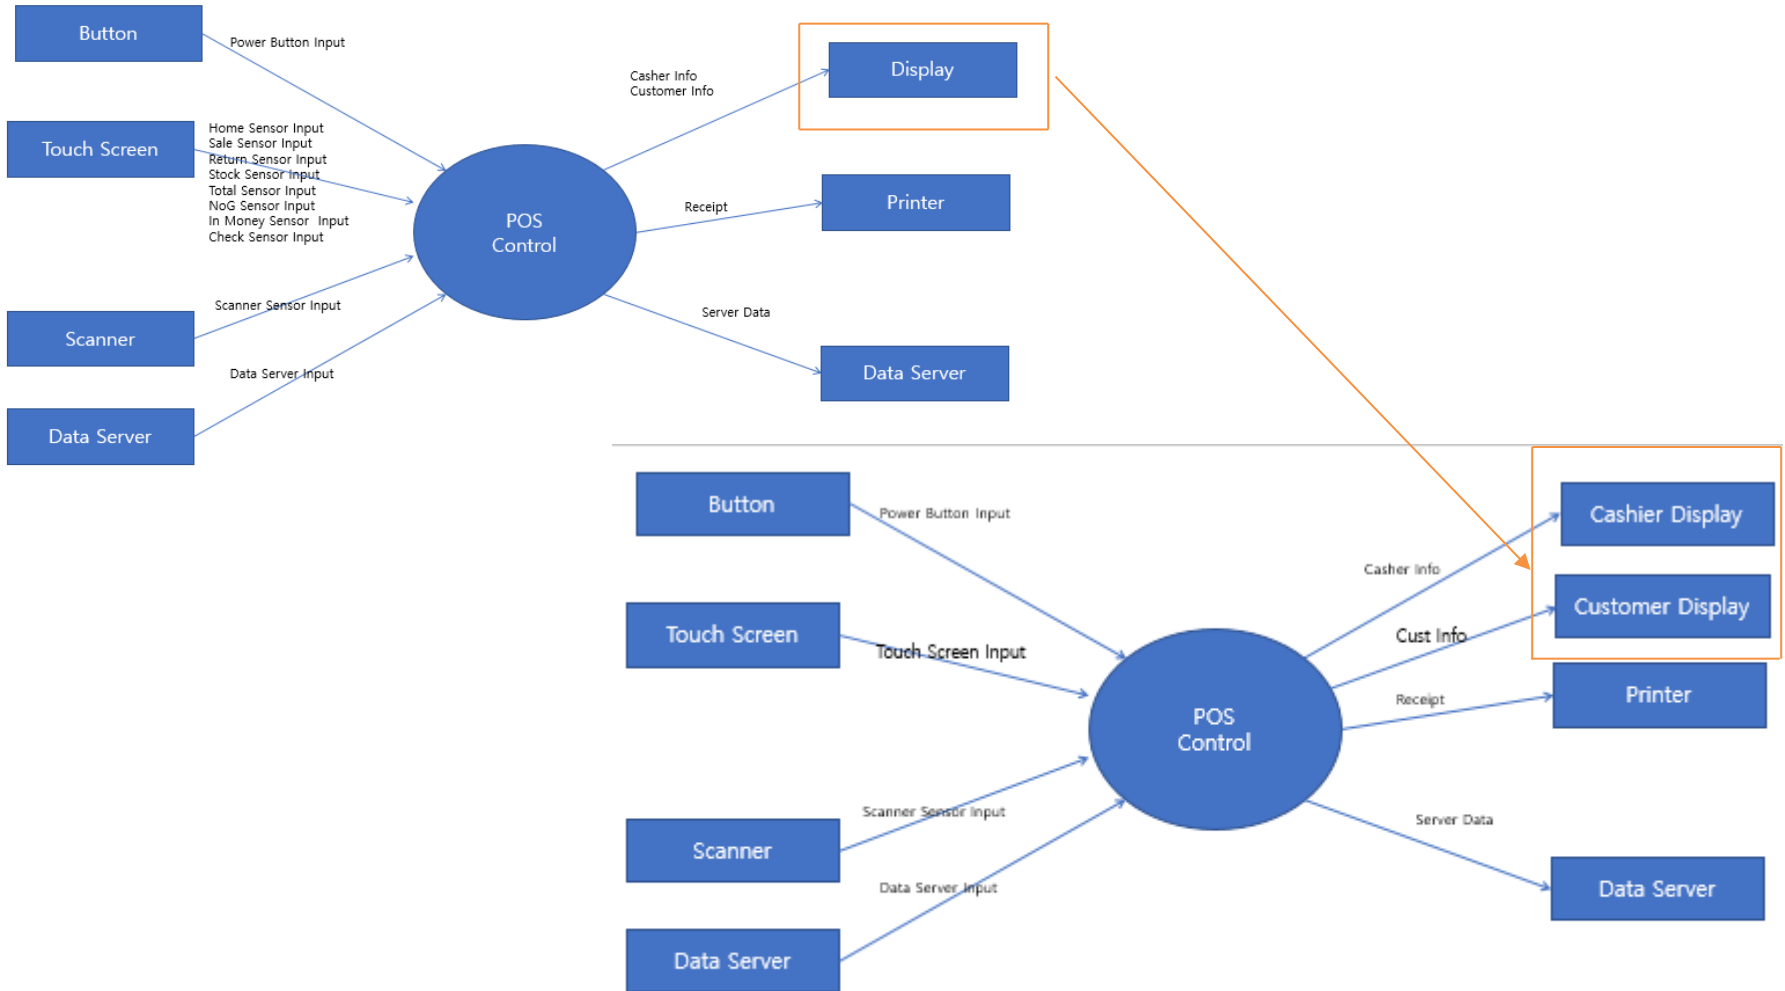 Button
Power Button Input
Touch Screen
Home Sensor Input
Sale Sensor Input
Return Sensor Input
Stock Sensor Input
Total Sensor Input
NoG Sensor Input
In Money Sensor Input
Check Sensor Input
Scanner
Scanner Sensor Input
Data Server
Data Server Input
POS
Control
Casher Info
Customer Info
Display
Receipt
Printer
Server Data
Data Server
Button
Power Button Input
Touch Screen
Touch Screen Input
Scanner
Scanner Sensor Input
Data Server
Data Server Input
POS
Control
Casher Info
Cashier Display
Cust Info
Customer Display
Receipt
Printer
Server Data
Data Server